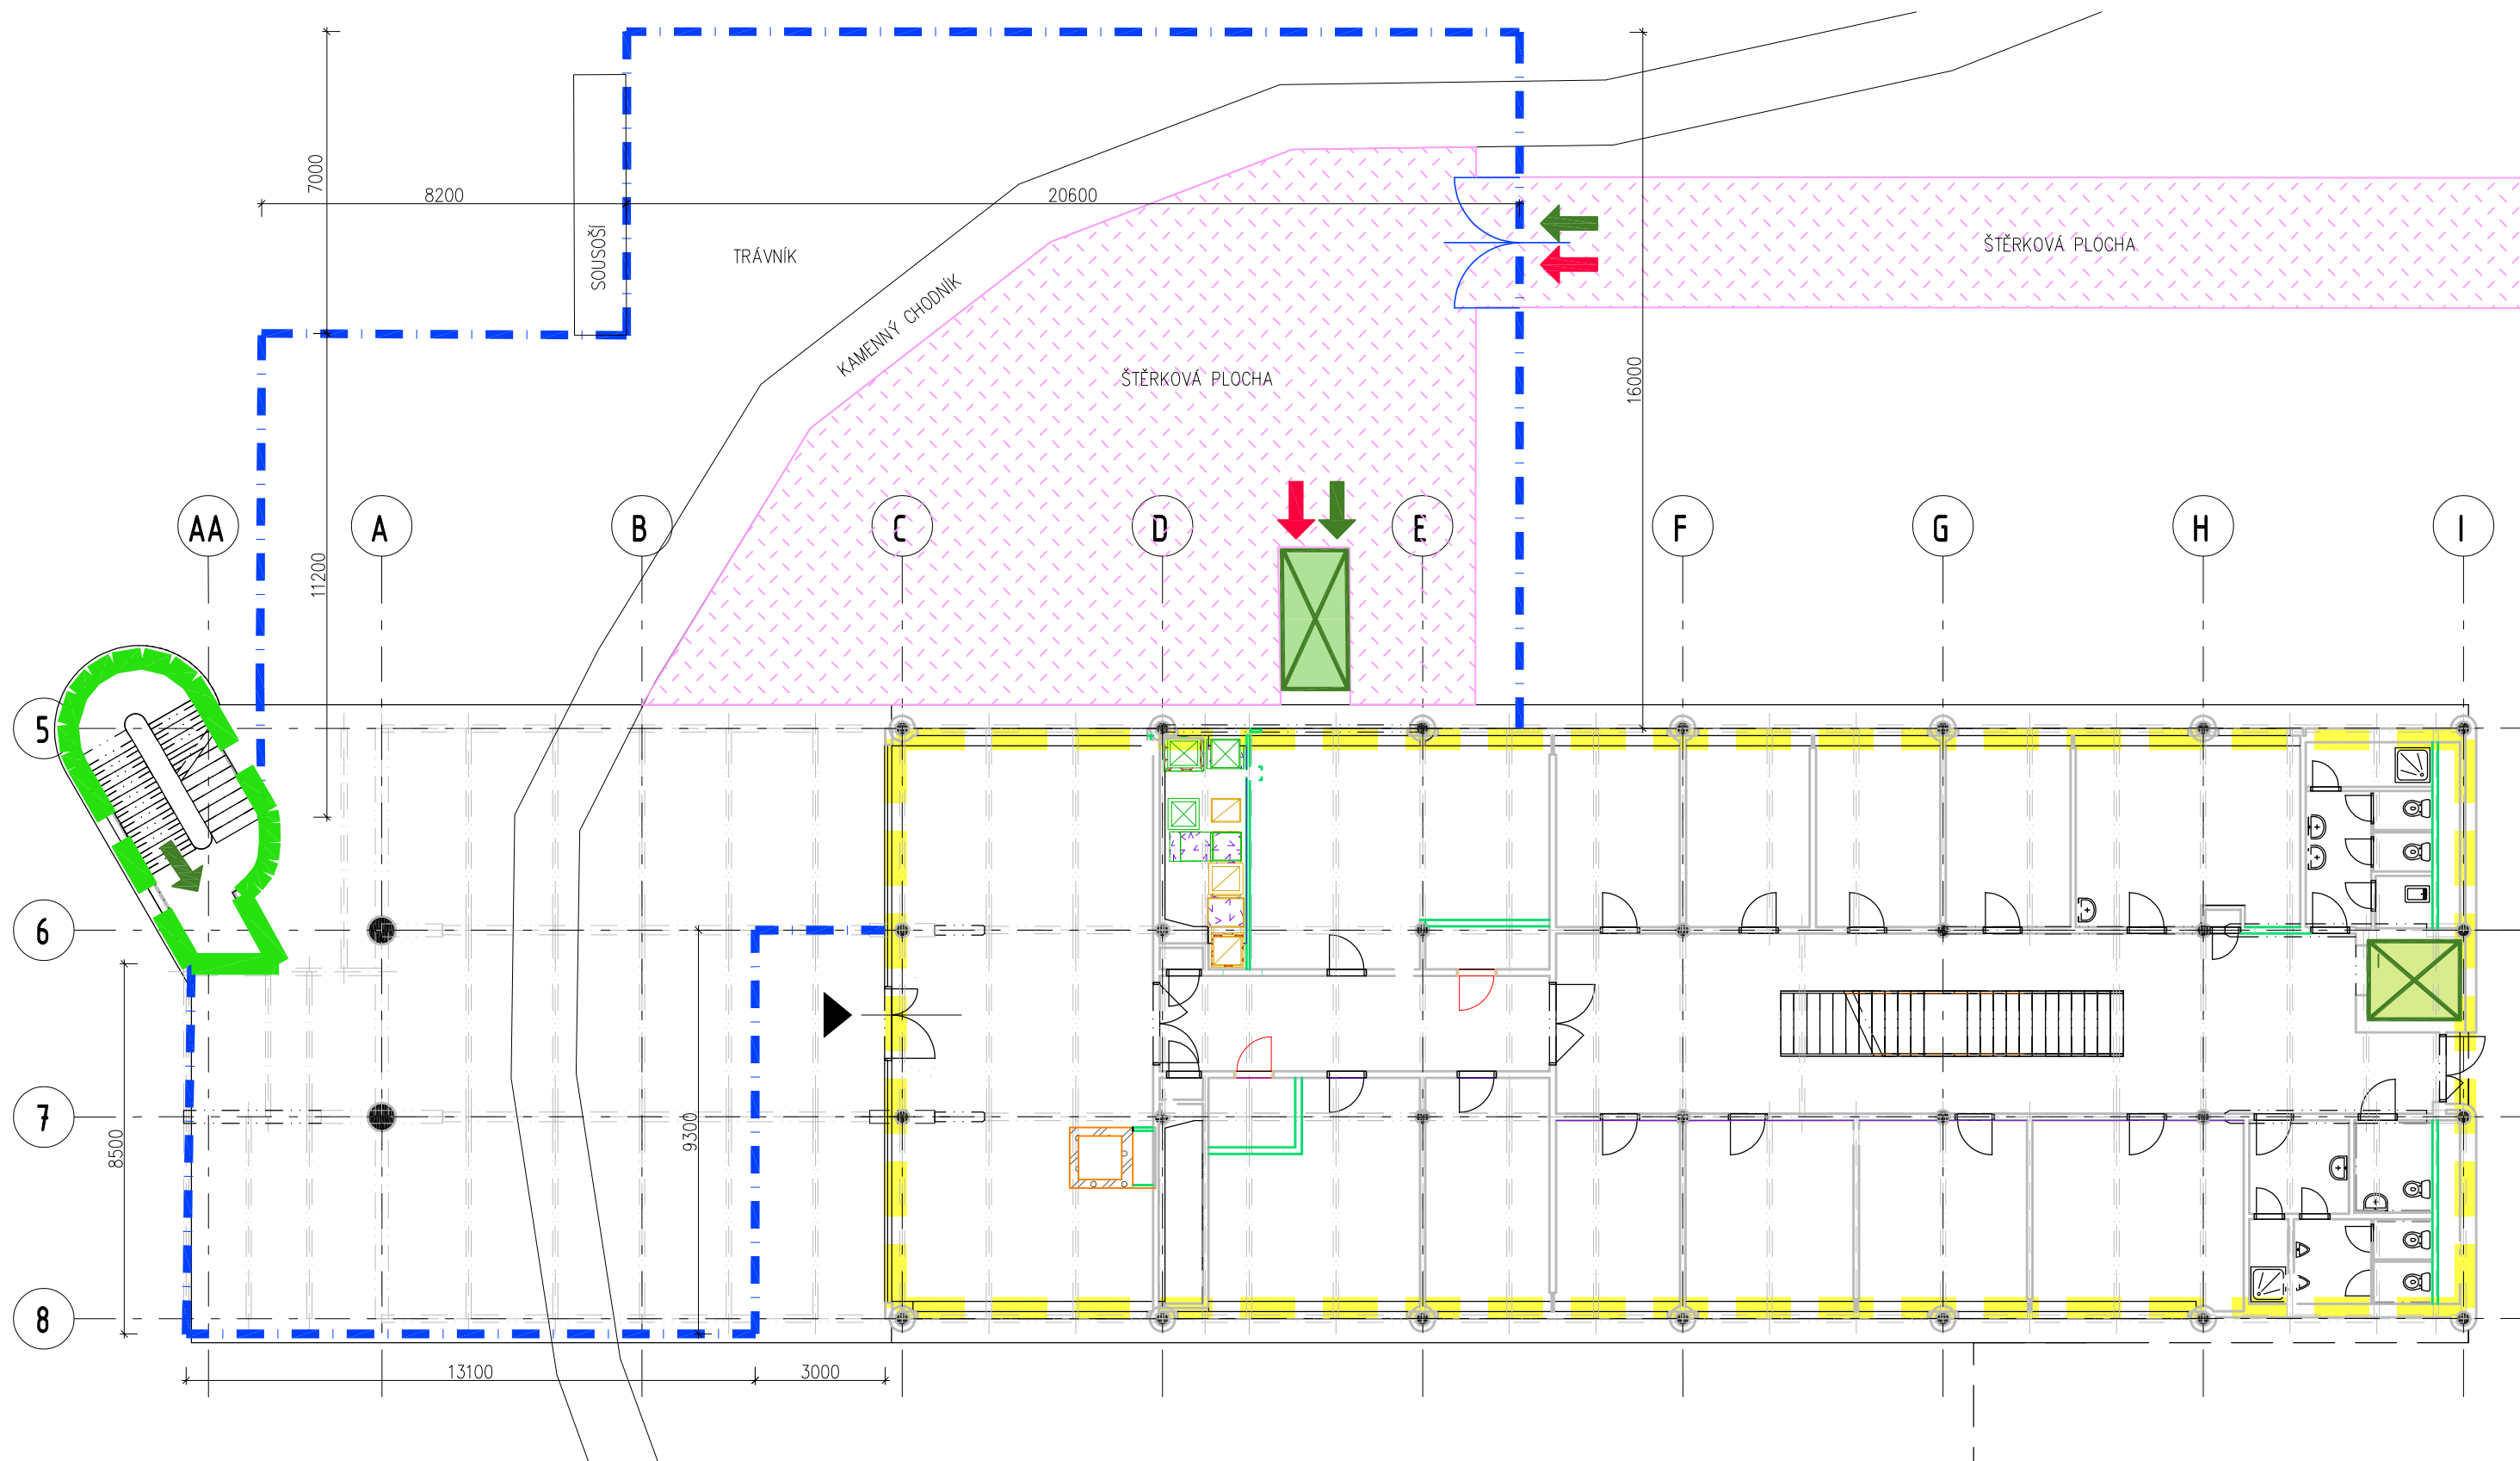 7000
8200
20600
SOUSOŠÍ
TRÁVNÍK
ŠTĚRKOVÁ PLOCHA
KAMENNÝ CHODNÍK
ŠTĚRKOVÁ PLOCHA
16000
11200
AA
A
B
C
D
E
F
G
H
I
5
6
7
8
8500
9300
13100
3000